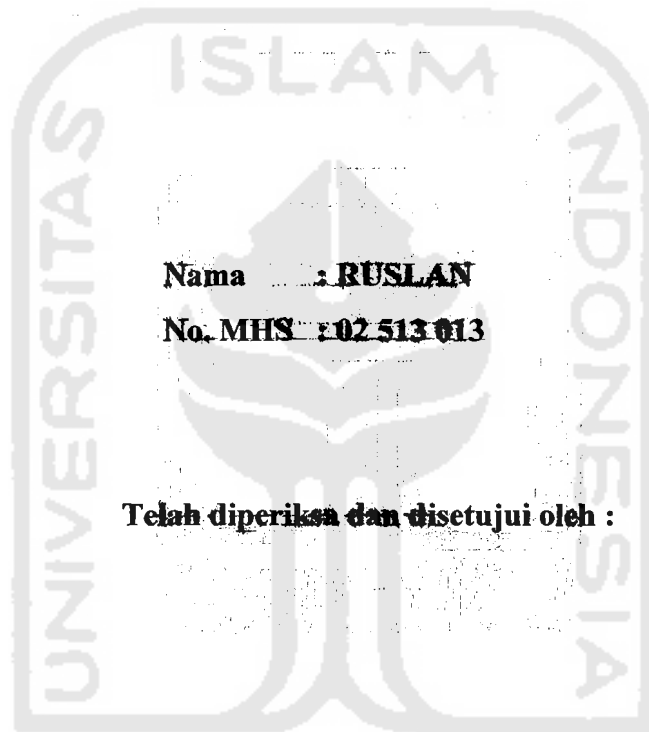 UNIVERSITAS ISLAM INDONESIA
Nama : RUSLAN
No. MHS : 02 513 013
Telah diperiksa dan disetujui oleh :